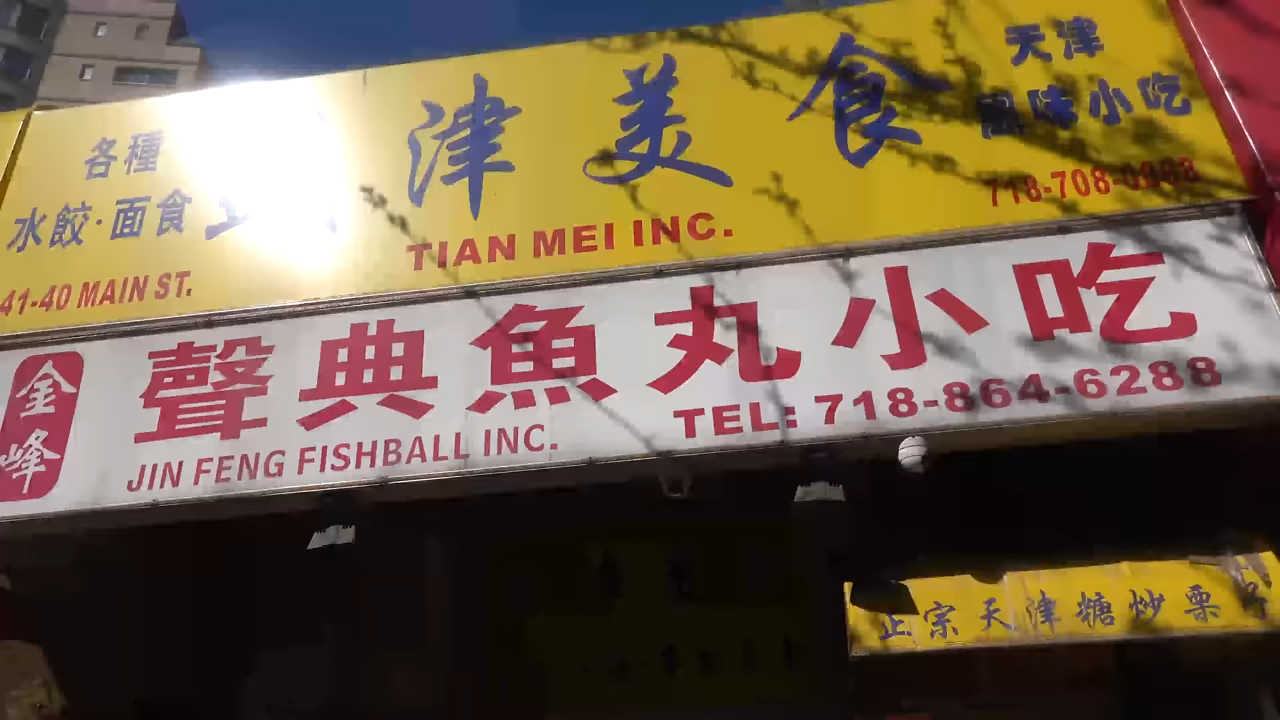 各種
水餃·面食
41-40 MAIN ST.
津美食
TIAN MEI INC.
天津
風味小吃
金峰
聲典魚丸小吃
JIN FENG FISHBALL INC.
TEL: 718-864-6288
正宗天津糖炒栗